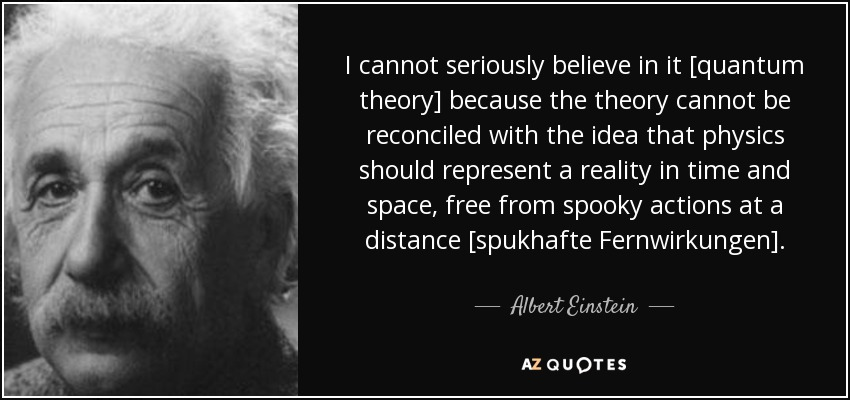 I cannot seriously believe in it [quantum
theory] because the theory cannot be
reconciled with the idea that physics
should represent a reality in time and
space, free from spooky actions at a
distance [spukhafte Fernwirkungen].
Albert Einstein
AZ QUOTES